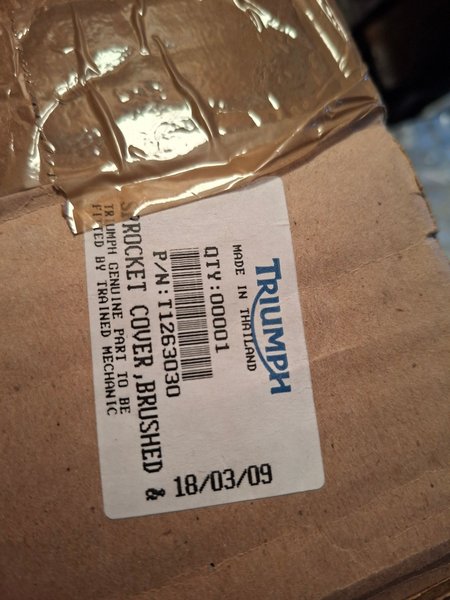 TRIUMPH
MADE IN THAILAND
QTY:00001
P/N:T1263030
SPROCKET COVER,BRUSHED &
TRIUMPH GENUINE PART TO BE
FITTED BY TRAINED MECHANIC
18/03/09